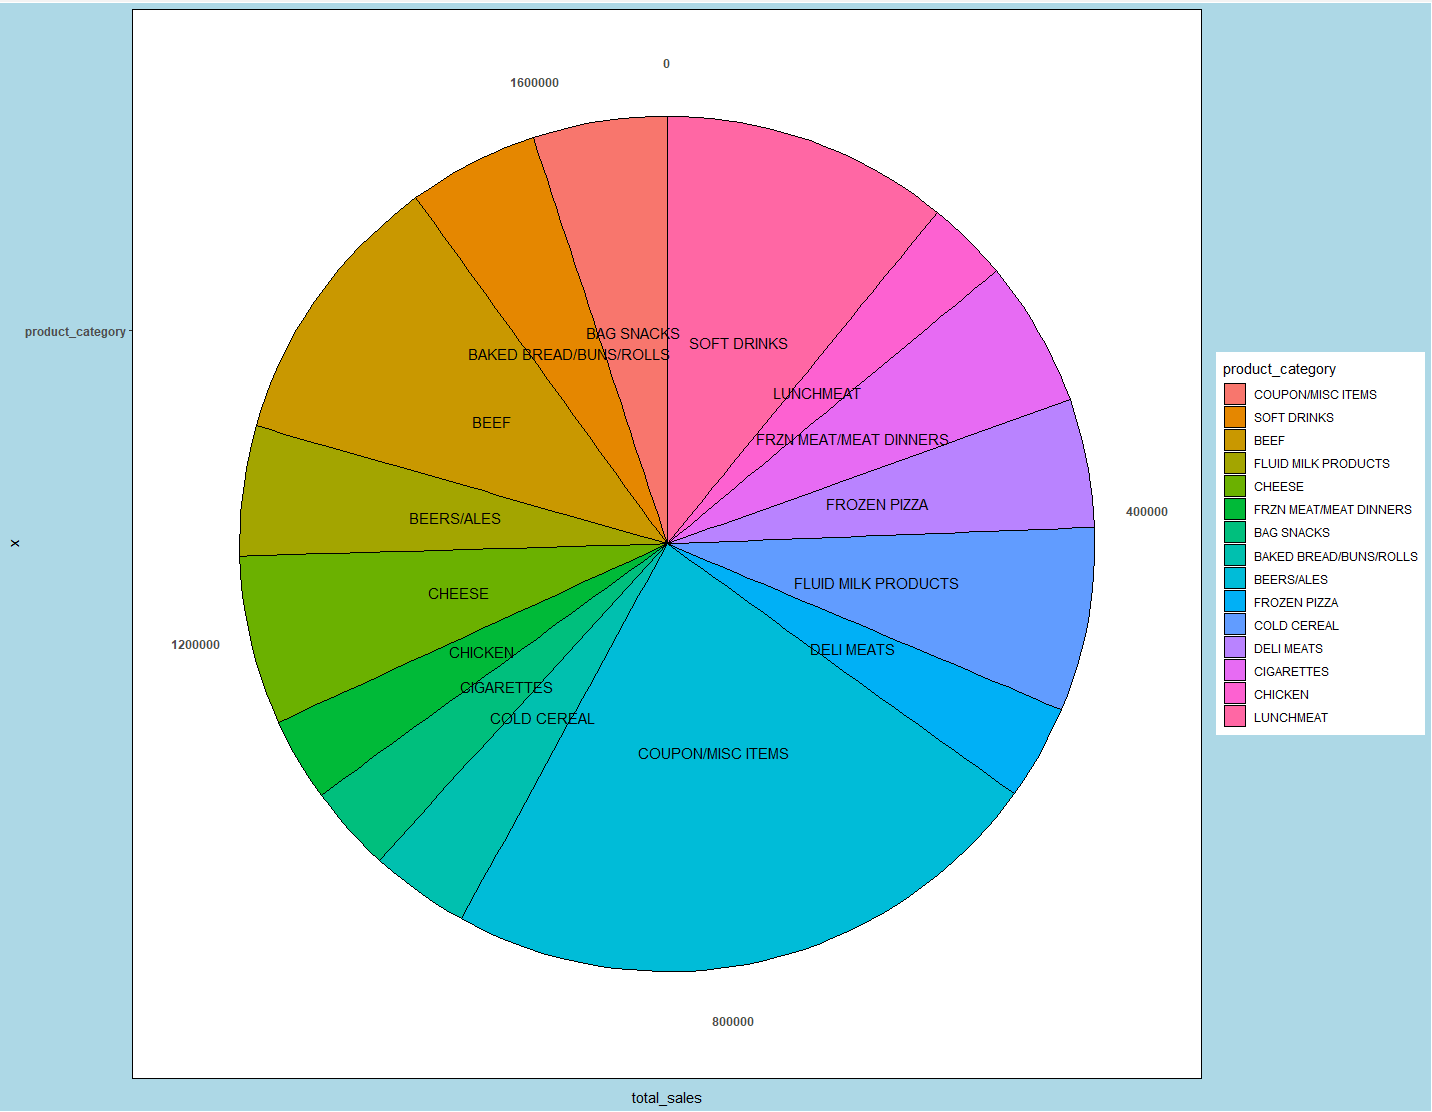 0
1600000
BAG SNACKS
SOFT DRINKS
BAKED BREAD/BUNS/ROLLS
product_category
LUNCHMEAT
BEEF
FRZN MEAT/MEAT DINNERS
FROZEN PIZZA
400000
BEERS/ALES
x
FLUID MILK PRODUCTS
CHEESE
1200000
DELI MEATS
CHICKEN
CIGARETTES
COLD CEREAL
COUPON/MISC ITEMS
800000
total_sales
product_category
COUPON/MISC ITEMS
SOFT DRINKS
BEEF
FLUID MILK PRODUCTS
CHEESE
FRZN MEAT/MEAT DINNERS
BAG SNACKS
BAKED BREAD/BUNS/ROLLS
BEERS/ALES
FROZEN PIZZA
COLD CEREAL
DELI MEATS
CIGARETTES
CHICKEN
LUNCHMEAT